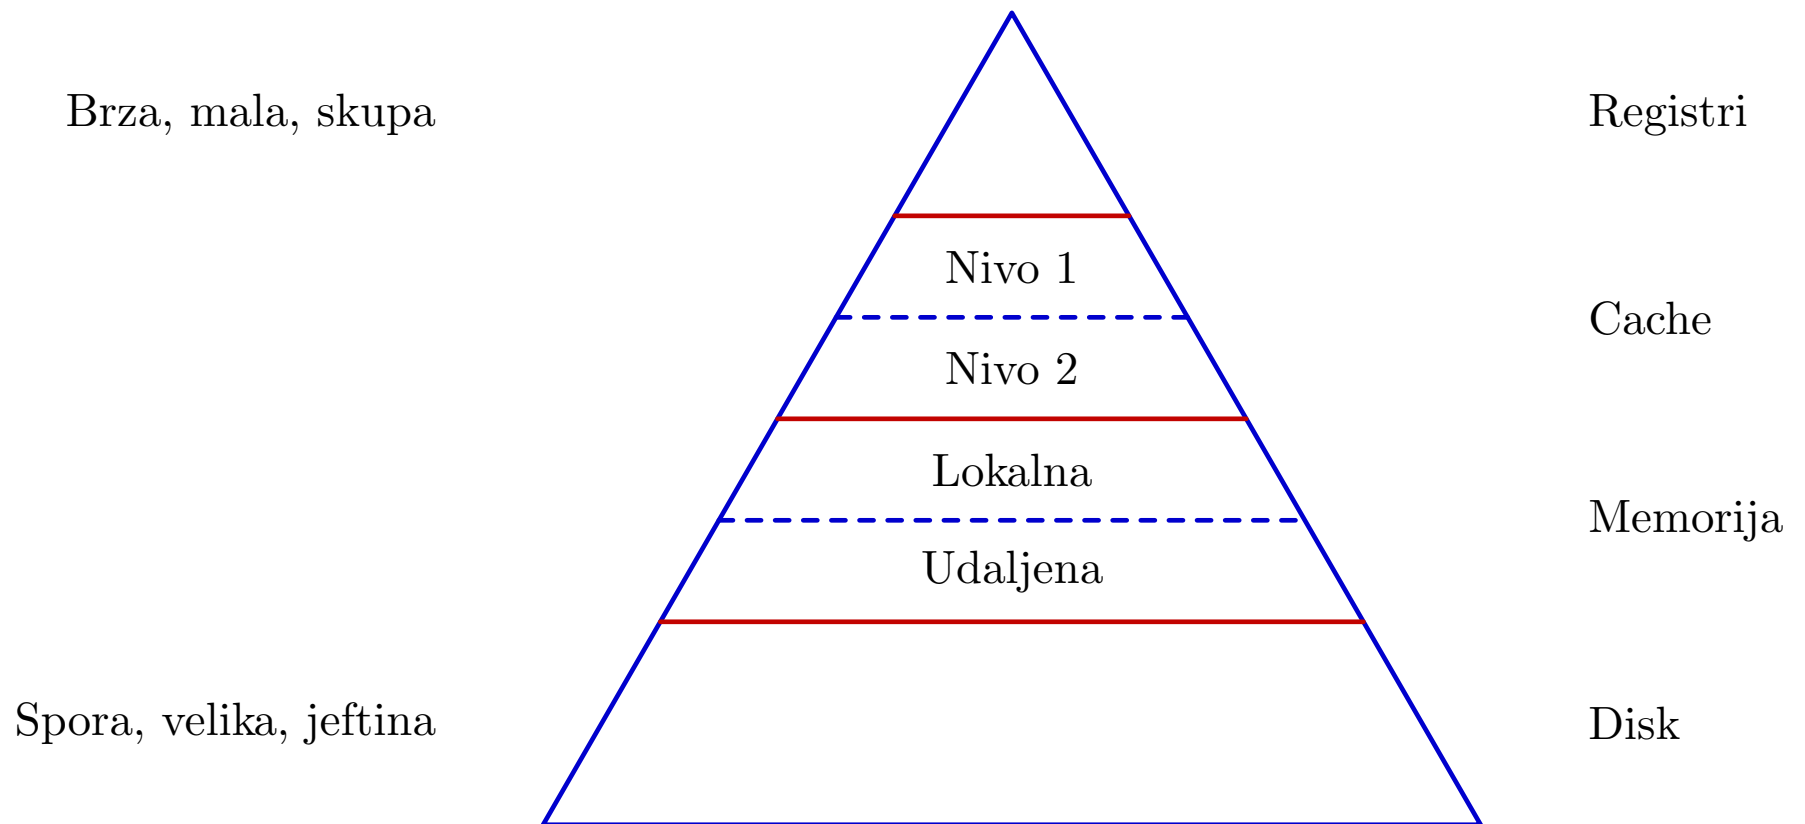 Brza, mala, skupa
Registri
Nivo 1
Cache
Nivo 2
Lokalna
Memorija
Udaljena
Spora, velika, jeftina
Disk